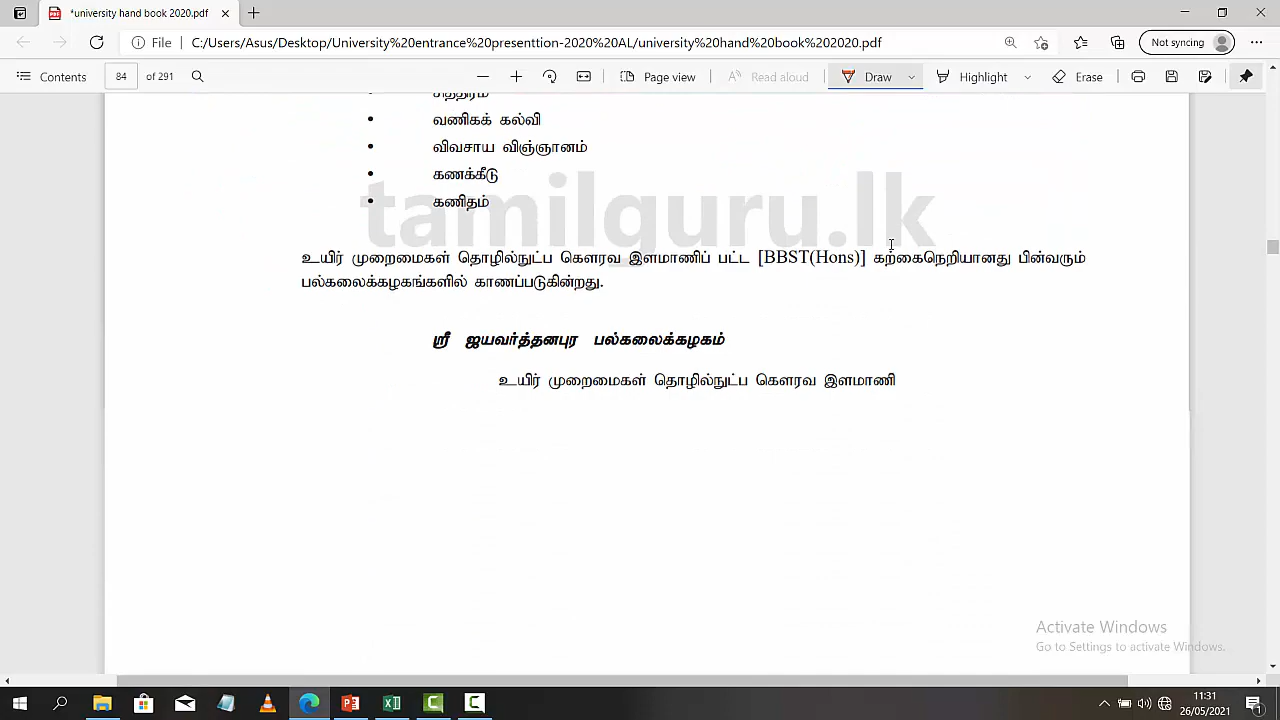 *university hand book 2020.pdf
File C:/Users/Asus/Desktop/University%20entrance%20presenttion-2020%20AL/university%20hand%20book%202020.pdf Not syncing
Contents 84 of 291 Page view Read aloud Draw Highlight Erase
சித்திரம்
• வணிகக் கல்வி
• விவசாய விஞ்ஞானம்
• கணக்கீடு
• கணிதம்
tamilguru.lk
உயிர் முறைமைகள் தொழில்நுட்ப கௌரவ இளமாணிப் பட்ட [BBST(Hons)] கற்கைநெறியானது பின்வரும்
பல்கலைக்கழகங்களில் காணப்படுகின்றது.
ஸ்ரீ ஜயவர்த்தனபுர பல்கலைக்கழகம்
உயிர் முறைமைகள் தொழில்நுட்ப கௌரவ இளமாணி
Activate Windows
Go to Settings to activate Windows.
11:31
26/05/2021